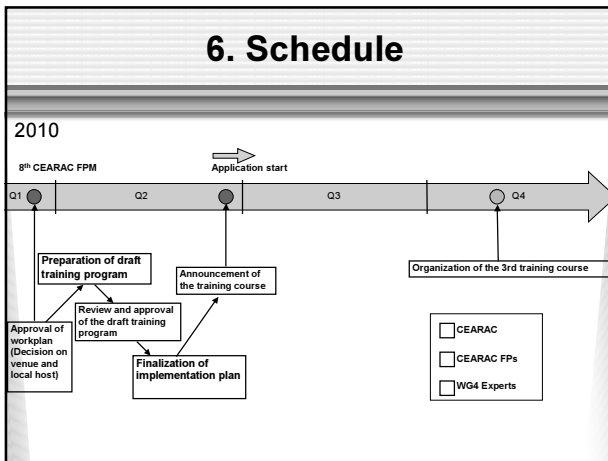 6. Schedule
2010
8th CEARAC FPM
Application start
Q1
Q2
Q3
Q4
Preparation of draft
training program
Announcement of
the training course
Organization of the 3rd training course
Review and approval
of the draft training
program
Approval of
workplan
(Decision on
venue and
local host)
Finalization of
implementation plan
CEARAC
CEARAC FPs
WG4 Experts